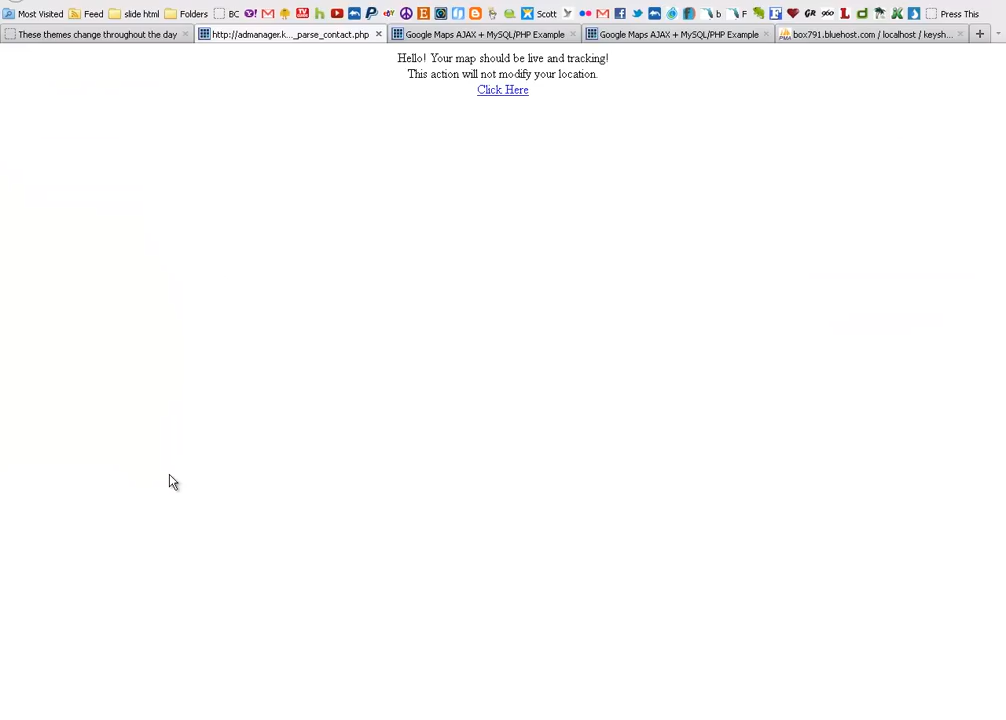 Most Visited Feed slide html Folders BC Scott b F GR 960 Press This
These themes change throughout the day http://admanager.k..._parse_contact.php Google Maps AJAX + MySQL/PHP Example Google Maps AJAX + MySQL/PHP Example box791.bluehost.com / localhost / keysh...
Hello! Your map should be live and tracking!
This action will not modify your location.
Click Here